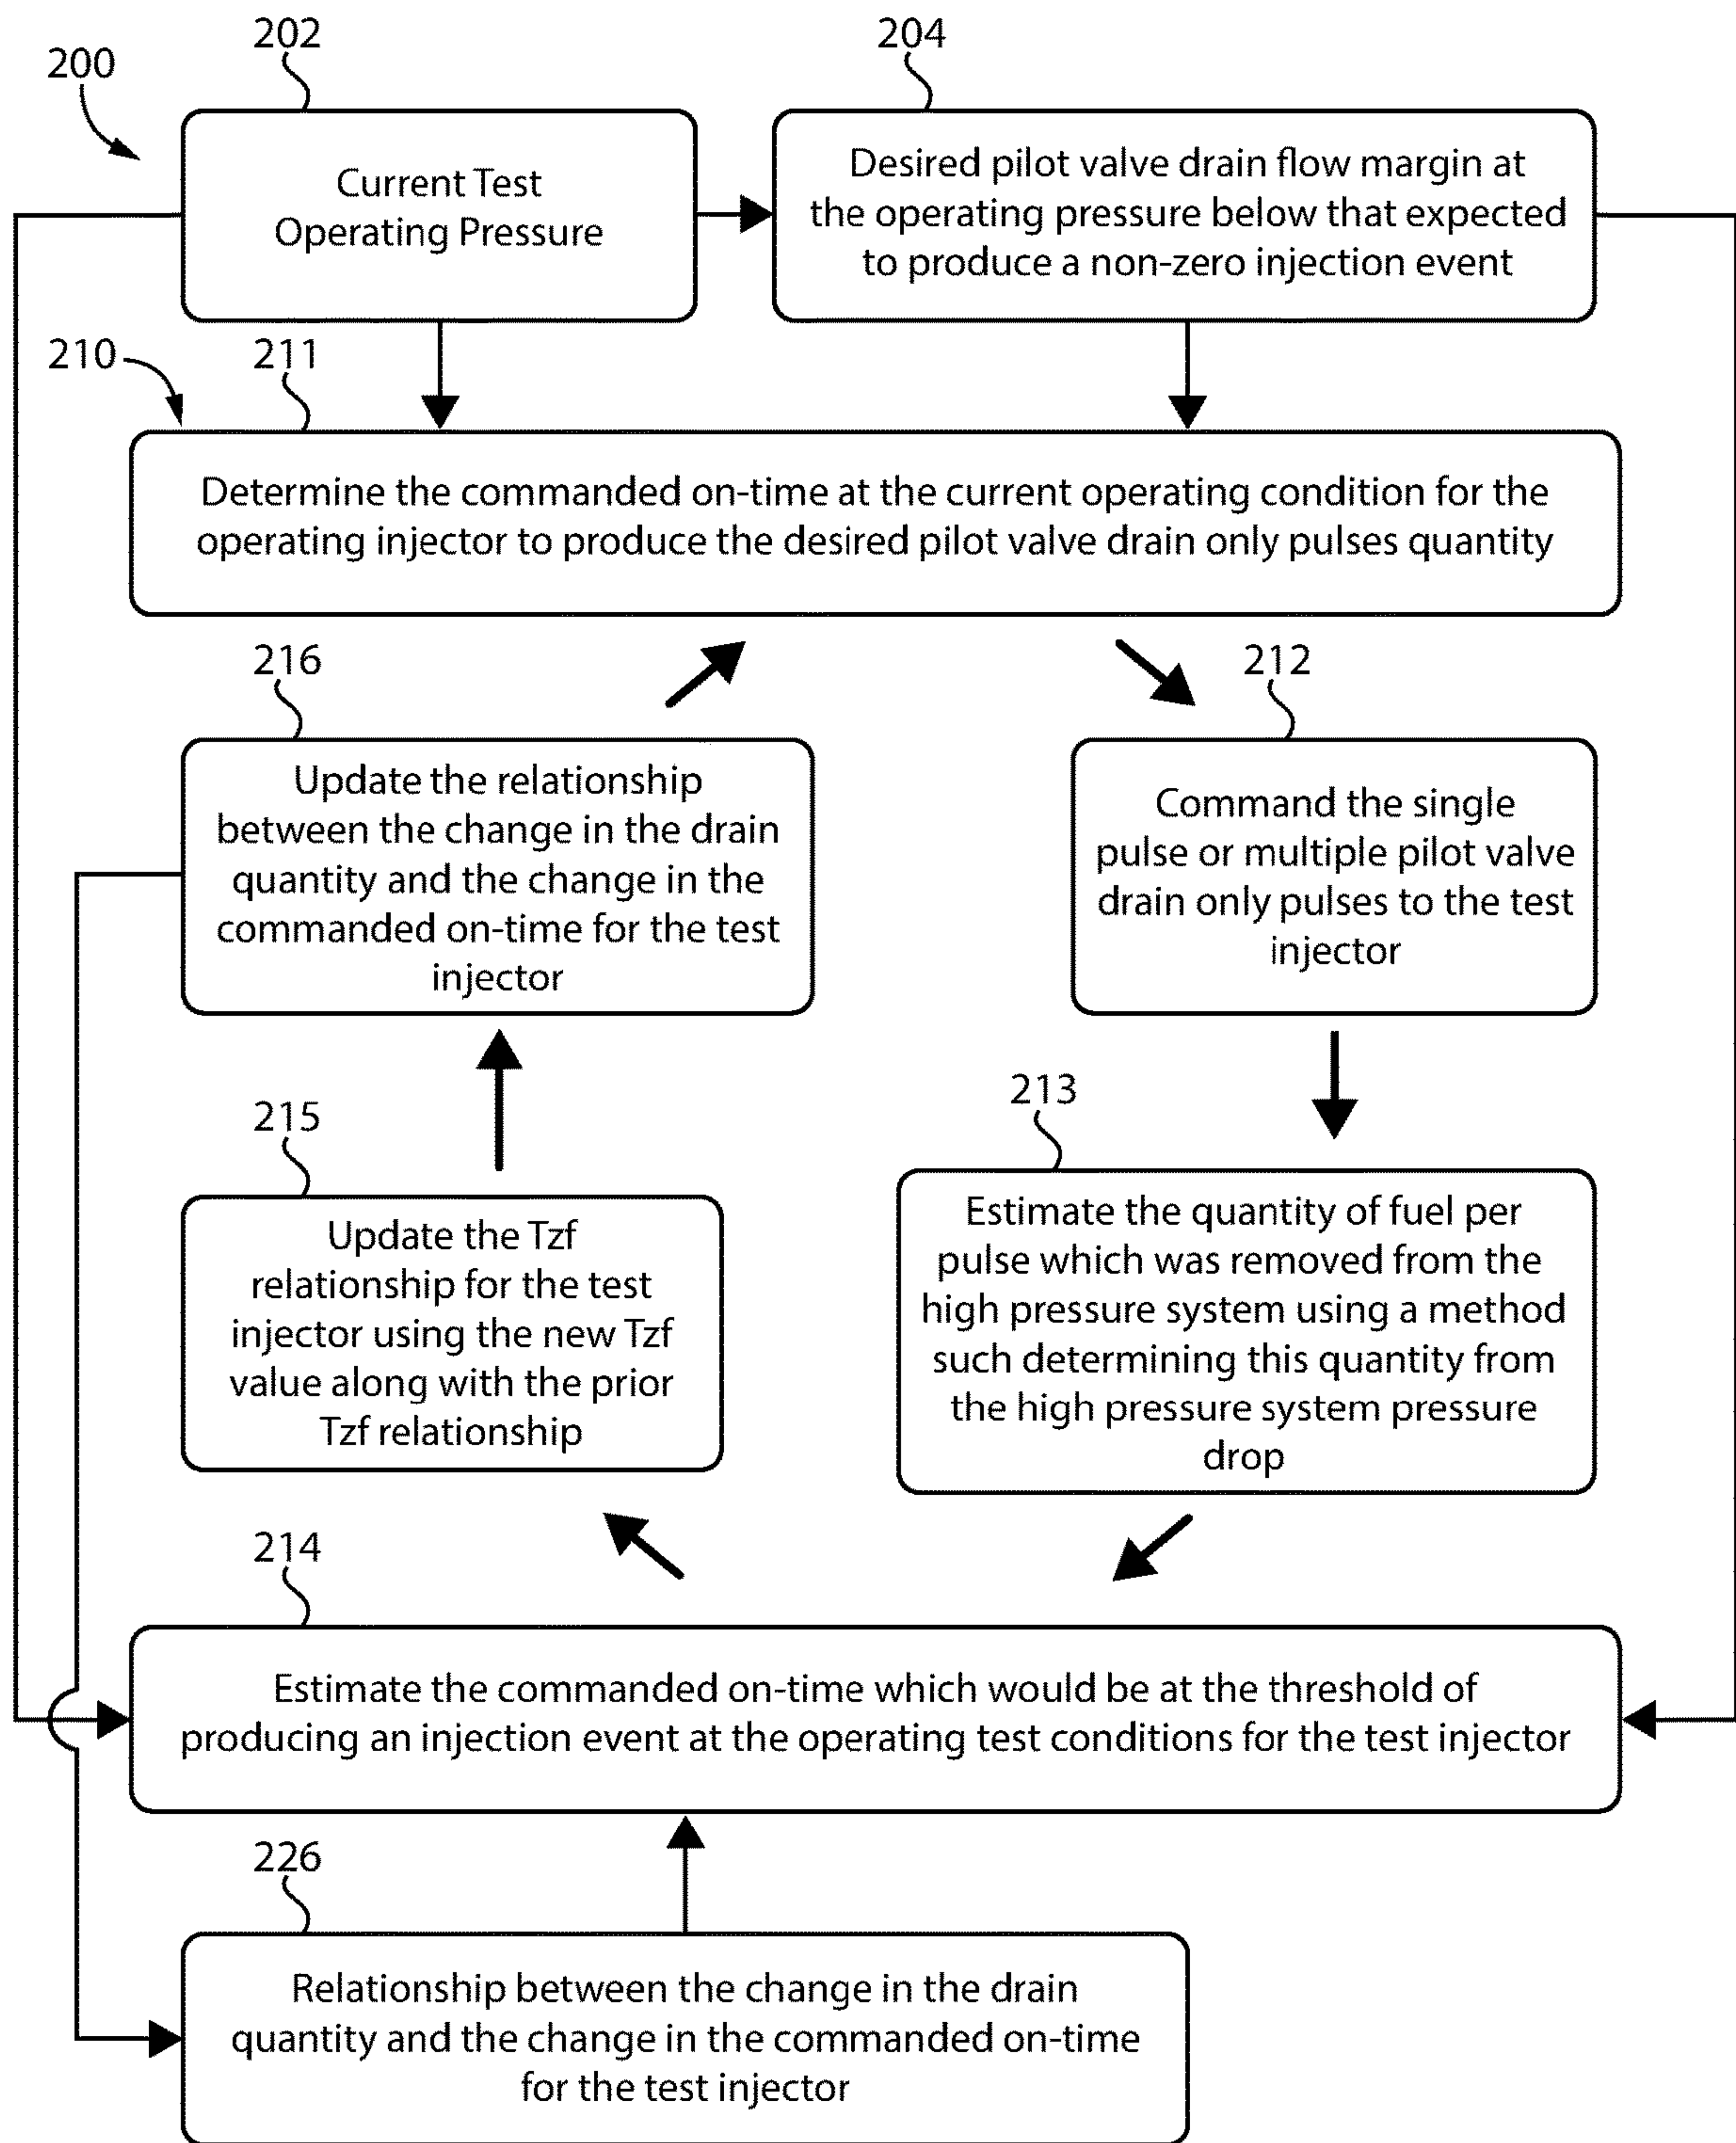 200
202
204
Current Test
Operating Pressure
Desired pilot valve drain flow margin at
the operating pressure below that expected
to produce a non-zero injection event
210
211
Determine the commanded on-time at the current operating condition for the
operating injector to produce the desired pilot valve drain only pulses quantity
216
212
Update the relationship
between the change in the drain
quantity and the change in the
commanded on-time for the test
injector
Command the single
pulse or multiple pilot valve
drain only pulses to the test
injector
215
213
Update the Tzf
relationship for the test
injector using the new Tzf
value along with the prior
Tzf relationship
Estimate the quantity of fuel per
pulse which was removed from the
high pressure system using a method
such determining this quantity from
the high pressure system pressure
drop
214
Estimate the commanded on-time which would be at the threshold of
producing an injection event at the operating test conditions for the test injector
226
Relationship between the change in the drain
quantity and the change in the commanded on-time
for the test injector